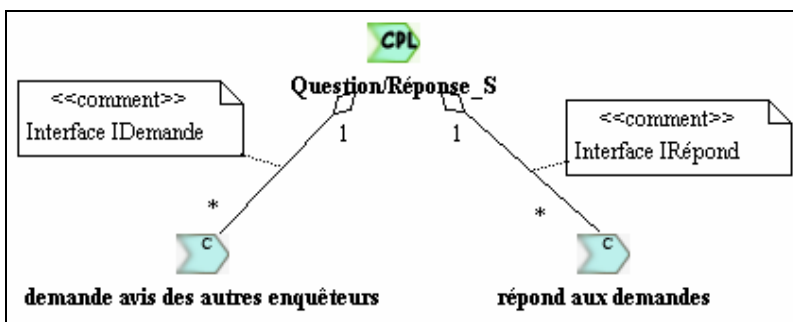 CPL
Question/Réponse_S
<<comment>>
Interface IDemande
<<comment>>
Interface IRépond
1
1
*
*
C
C
demande avis des autres enquêteurs
répond aux demandes